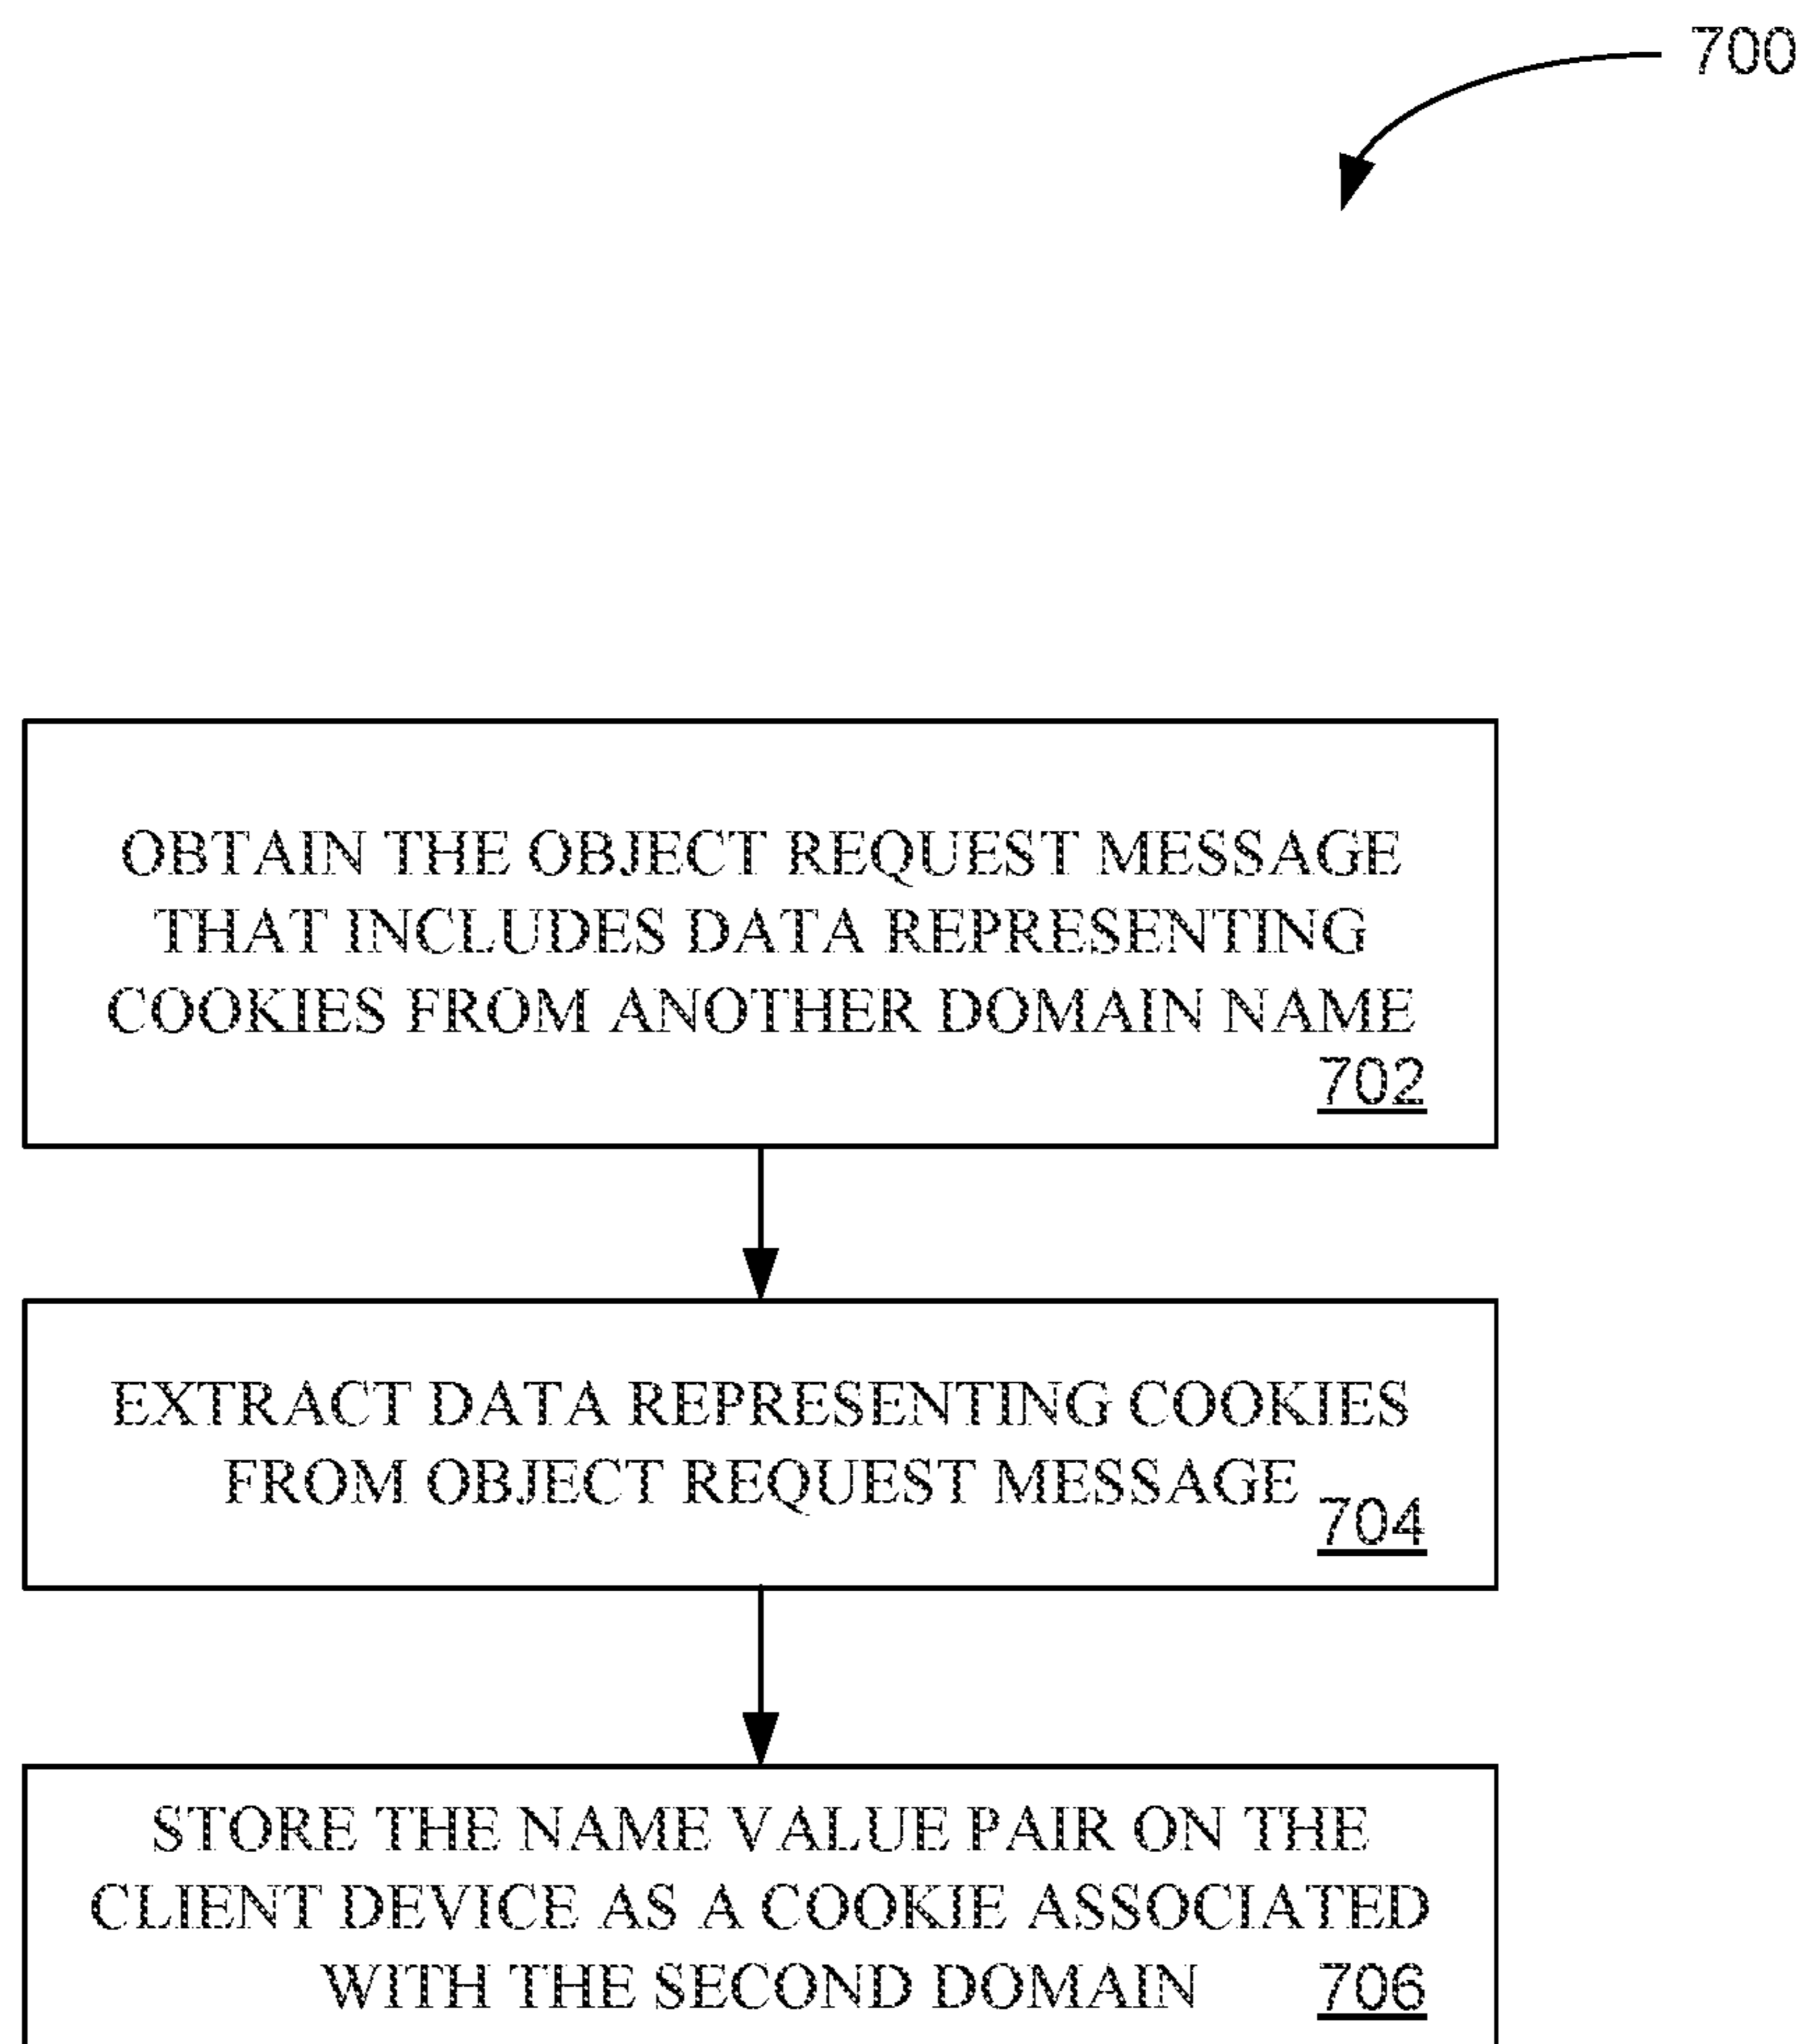 700
OBTAIN THE OBJECT REQUEST MESSAGE
THAT INCLUDES DATA REPRESENTING
COOKIES FROM ANOTHER DOMAIN NAME
702
EXTRACT DATA REPRESENTING COOKIES
FROM OBJECT REQUEST MESSAGE
704
STORE THE NAME VALUE PAIR ON THE
CLIENT DEVICE AS A COOKIE ASSOCIATED
WITH THE SECOND DOMAIN
706